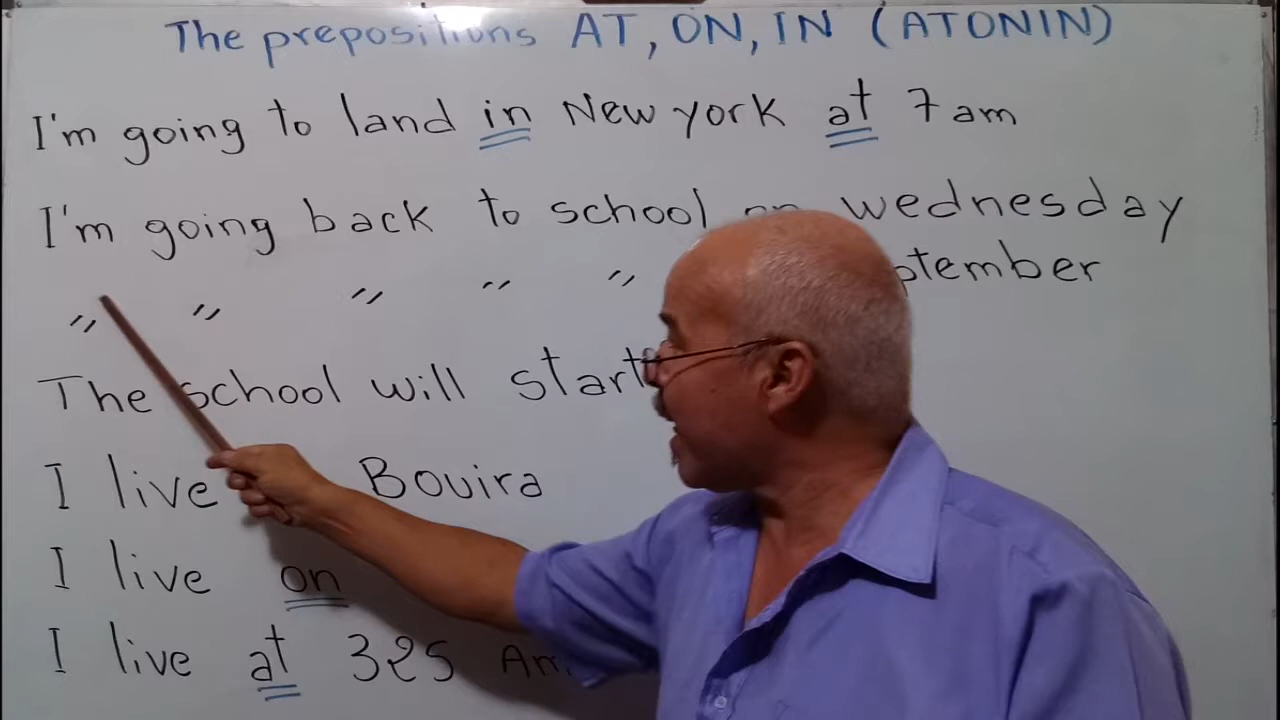 The prepositions AT, ON, IN (ATONIN)
I'm going to land in New york at 7 am
I'm going back to school on wednesday
" " " " "
The school will start
I live Bouira
I live on
I live at 325